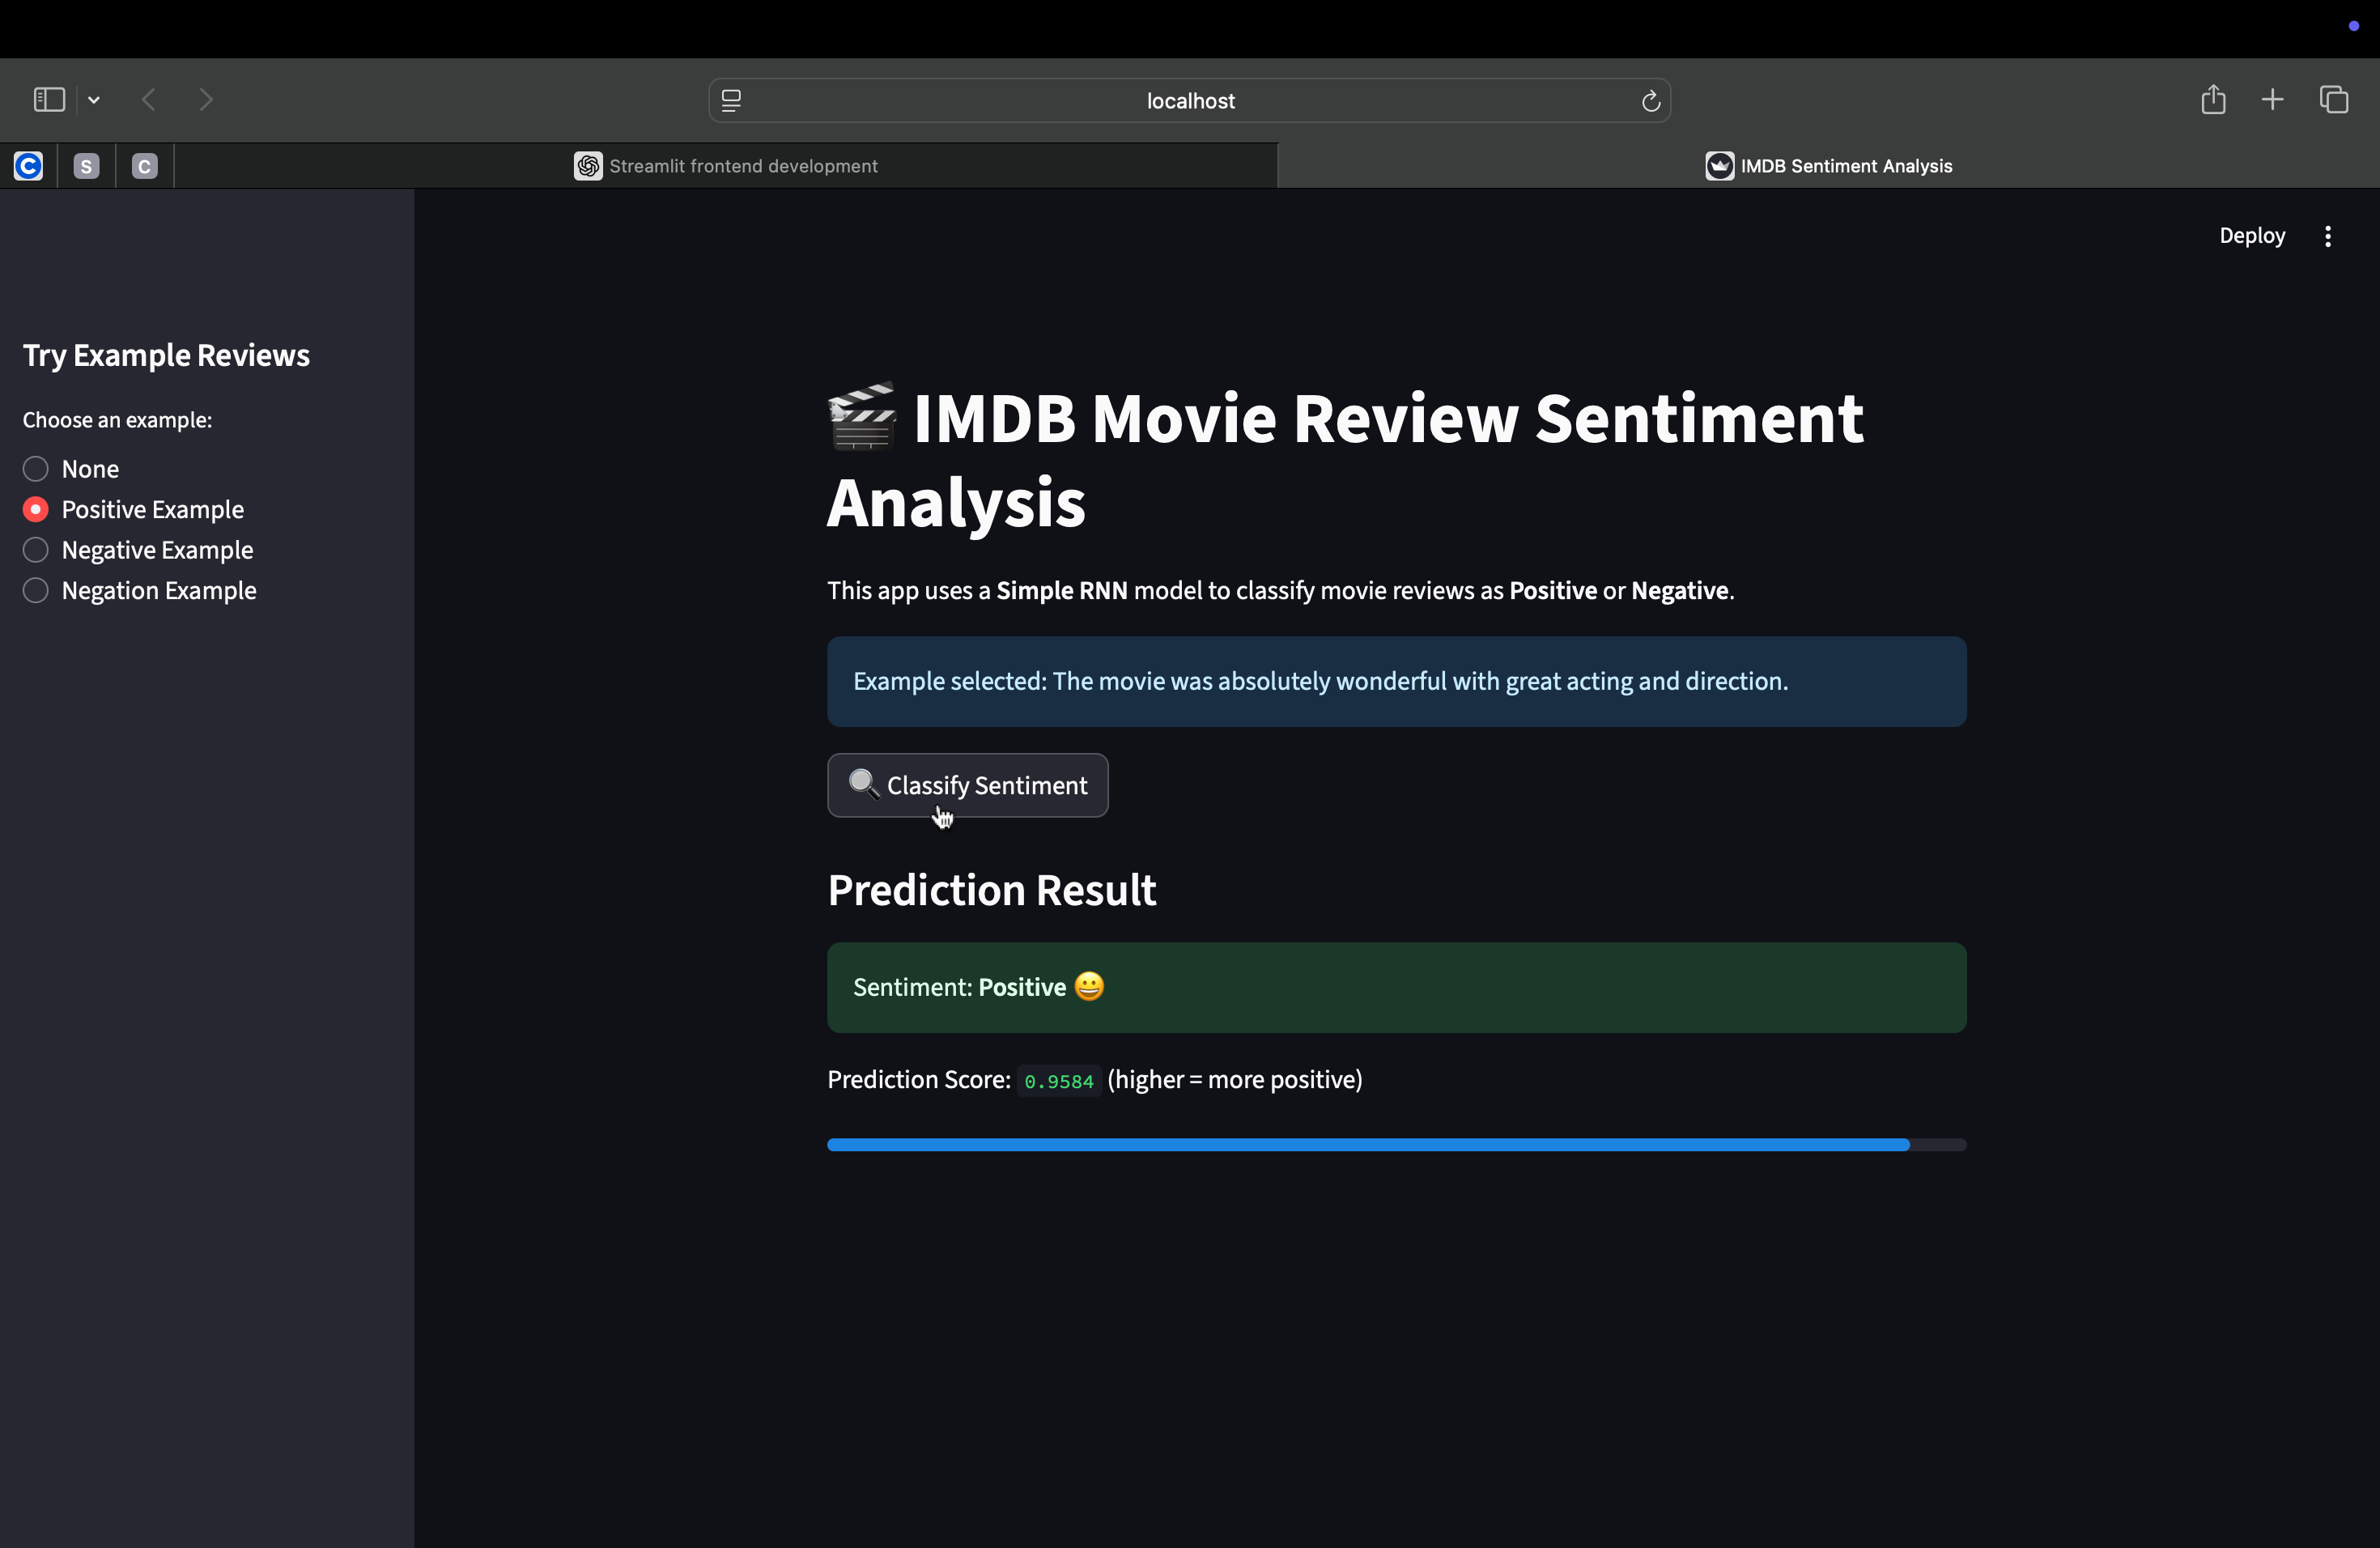 localhost
C
S
C
Streamlit frontend development
IMDB Sentiment Analysis
Deploy
Try Example Reviews
Choose an example:
None
Positive Example
Negative Example
Negation Example
🎬 IMDB Movie Review Sentiment
Analysis
This app uses a Simple RNN model to classify movie reviews as Positive or Negative.
Example selected: The movie was absolutely wonderful with great acting and direction.
🔍 Classify Sentiment
Prediction Result
Sentiment: Positive 😀
Prediction Score: 0.9584 (higher = more positive)